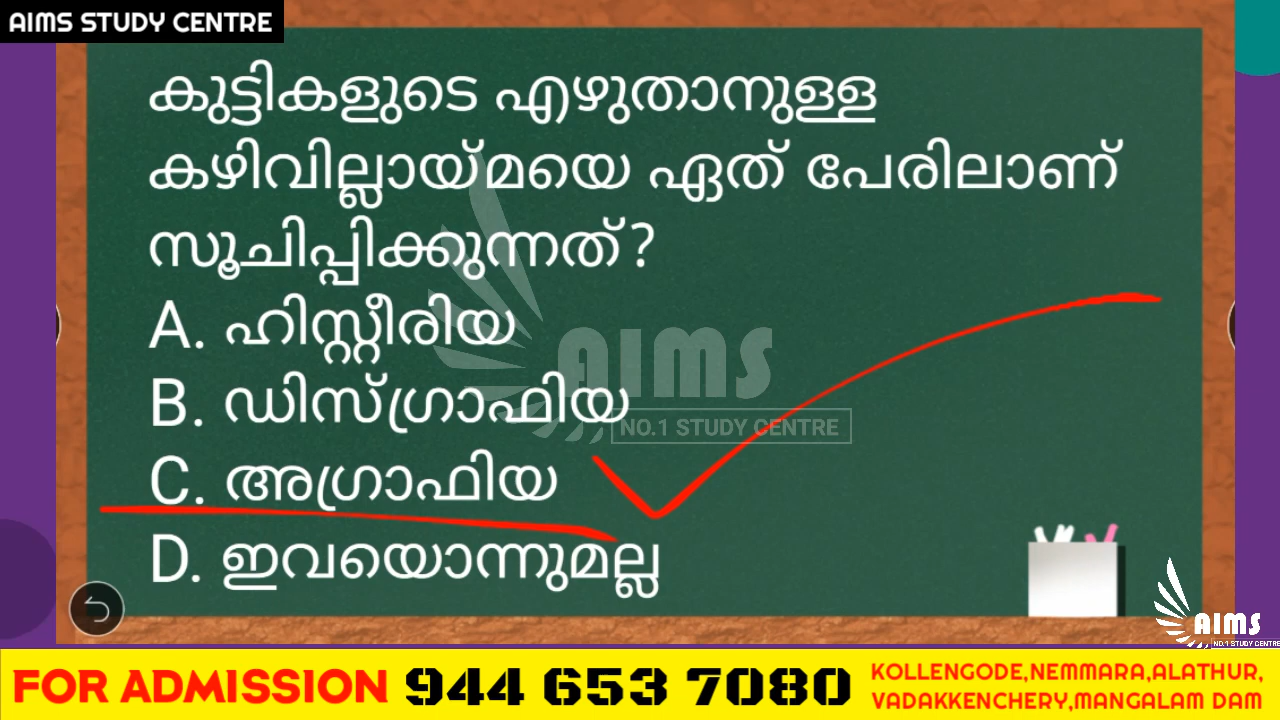 AIMS STUDY CENTRE
കുട്ടികളുടെ എഴുതാനുള്ള
കഴിവില്ലായ്മയെ ഏത് പേരിലാണ്
സൂചിപ്പിക്കുന്നത്?
A. ഹിസ്റ്റീരിയ
B. ഡിസ്ഗ്രാഫിയ
C. അഗ്രാഫിയ
D. ഇവയൊന്നുമല്ല
AIMS
NO.1 STUDY CENTRE
AIMS
NO.1 STUDY CENTRE
FOR ADMISSION 944 653 7080
KOLLENGODE,NEMMARA,ALATHUR,
VADAKKENCHERY,MANGALAM DAM